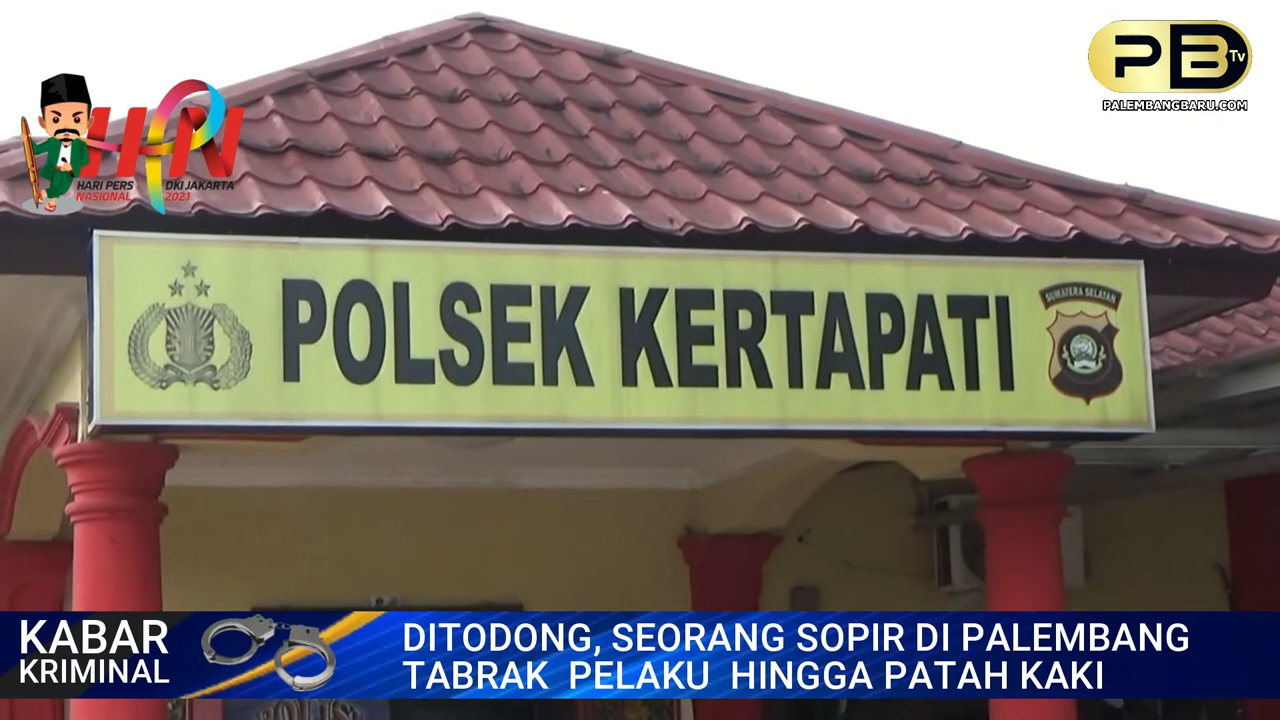 PB Tv
PALEMBANGBARU.COM
HPN
HARI PERS DKI JAKARTA
NASIONAL 2021
SUMATERA SELATAN
POLSEK KERTAPATI
KABAR
KRIMINAL
DITODONG, SEORANG SOPIR DI PALEMBANG
TABRAK PELAKU HINGGA PATAH KAKI